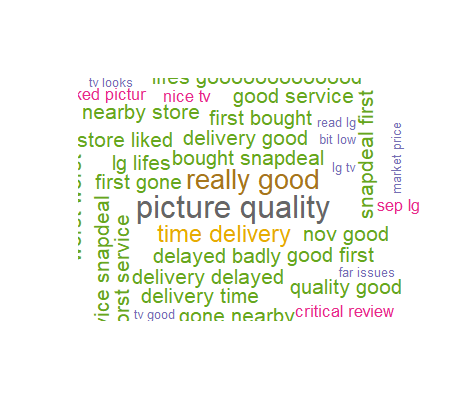 tv looks
lifes goooooooooooood
ked pictur
nice tv
good service
nearby store
first bought
read lg
snapdeal first
market price
store liked
delivery good
bit low
lg lifes
bought snapdeal
lg tv
first gone
really good
worst worst
picture quality
sep lg
vice snapdeal
orst service
time delivery
nov good
delayed badly
good first
far issues
delivery delayed
quality good
delivery time
tv good
gone nearby
critical review